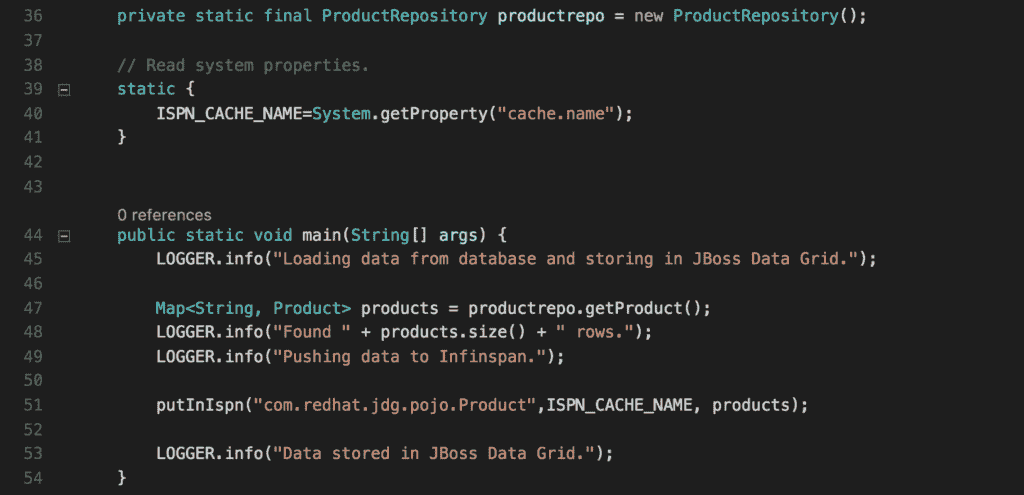 36 private static final ProductRepository productrepo = new ProductRepository();
37
38 // Read system properties.
39 static {
40 ISPN_CACHE_NAME=System.getProperty("cache.name");
41 }
42
43
0 references
44 public static void main(String[] args) {
45 LOGGER.info("Loading data from database and storing in JBoss Data Grid.");
46
47 Map<String, Product> products = productrepo.getProduct();
48 LOGGER.info("Found " + products.size() + " rows.");
49 LOGGER.info("Pushing data to Infinspan.");
50
51 putInIspn("com.redhat.jdg.pojo.Product",ISPN_CACHE_NAME, products);
52
53 LOGGER.info("Data stored in JBoss Data Grid.");
54 }